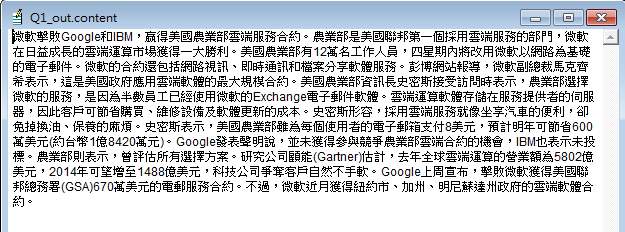 Q1_out.content
微軟擊敗Google和IBM，贏得美國農業部雲端服務合約。農業部是美國聯邦第一個採用雲端服務的部門，微軟
在日益成長的雲端運算市場獲得一大勝利。美國農業部有12萬名工作人員，四星期內將改用微軟以網路為基礎
的電子郵件。微軟的合約還包括網路視訊、即時通訊和檔案分享軟體服務。彭博網站報導，微軟副總裁馬克齊
希表示，這是美國政府應用雲端軟體的最大規模合約。美國農業部資訊長史密斯接受訪問時表示，農業部選擇
微軟的服務，是因為半數員工已經使用微軟的Exchange電子郵件軟體。雲端運算軟體存儲在服務提供者的伺服
器，因此客戶可節省購買、維修設備及軟體更新的成本。史密斯形容，採用雲端服務就像坐享汽車的便利，卻
免掉換油、保養的麻煩。史密斯表示，美國農業部雖為每個使用者的電子郵箱支付8美元，預計明年可節省600
萬美元(約台幣1億8420萬元)。Google發表聲明說，並未獲得參與競爭農業部雲端合約的機會，IBM也表示未投
標。農業部則表示，曾評估所有選擇方案。研究公司顧能(Gartner)估計，去年全球雲端運算的營業額為5802億
美元，2014年可望增至1488億美元，科技公司爭奪客戶自然不手軟。Google上周宣布，擊敗微軟獲得美國聯
邦總務署(GSA)670萬美元的電郵服務合約。不過，微軟近月獲得紐約市、加州、明尼蘇達州政府的雲端軟體合
約。